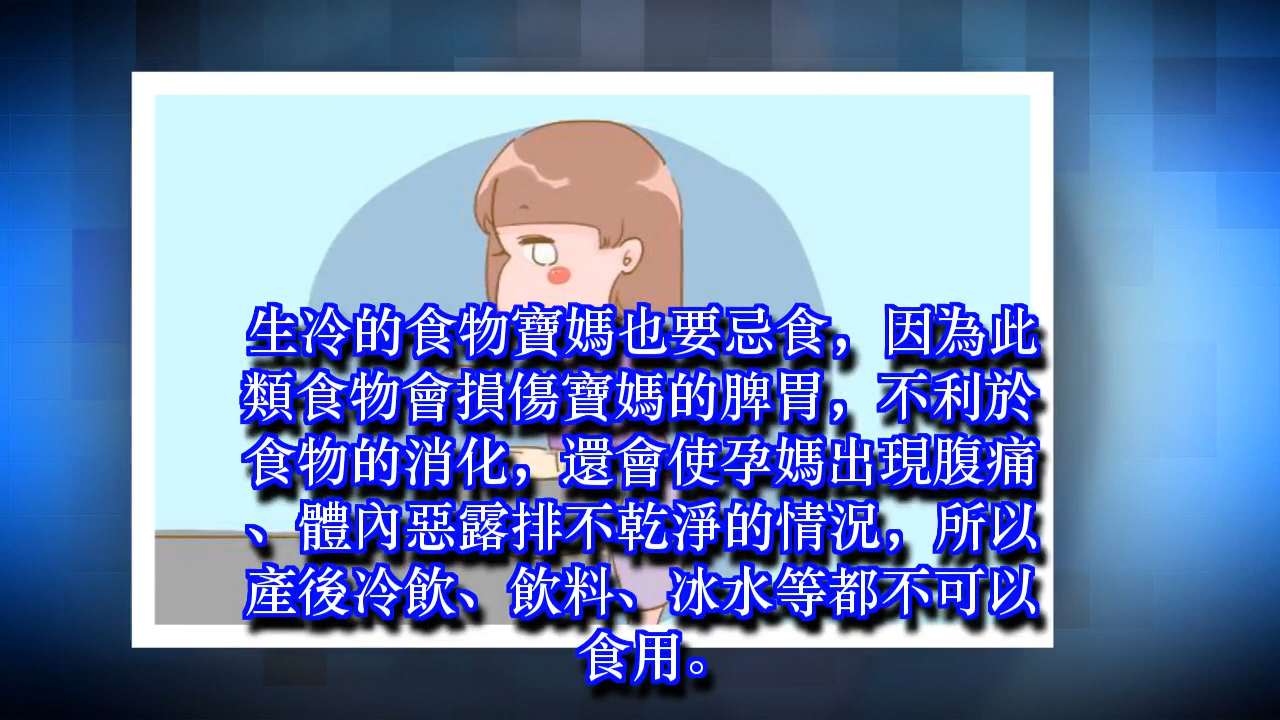 生冷的食物寶媽也要忌食，因為此
類食物會損傷寶媽的脾胃，不利於
食物的消化，還會使孕媽出現腹痛
、體內惡露排不乾淨的情況，所以
產後冷飲、飲料、冰水等都不可以
食用。